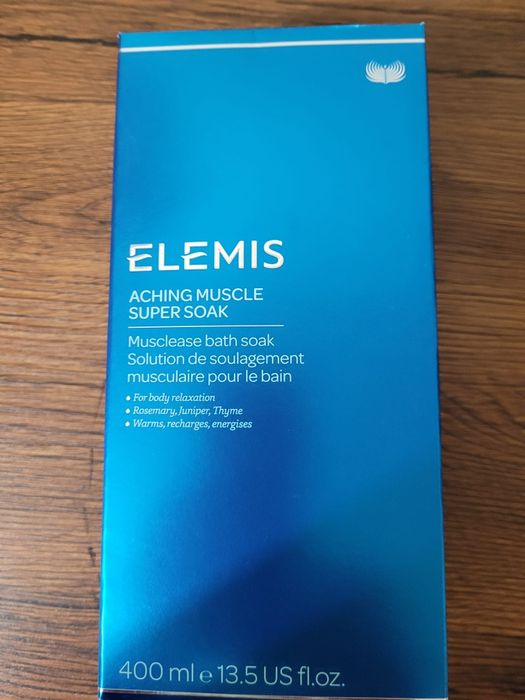 ELEMIS
ACHING MUSCLE
SUPER SOAK
Musclease bath soak
Solution de soulagement
musculaire pour le bain
• For body relaxation
• Rosemary, Juniper, Thyme
• Warms, recharges, energises
400 ml e 13.5 US fl.oz.